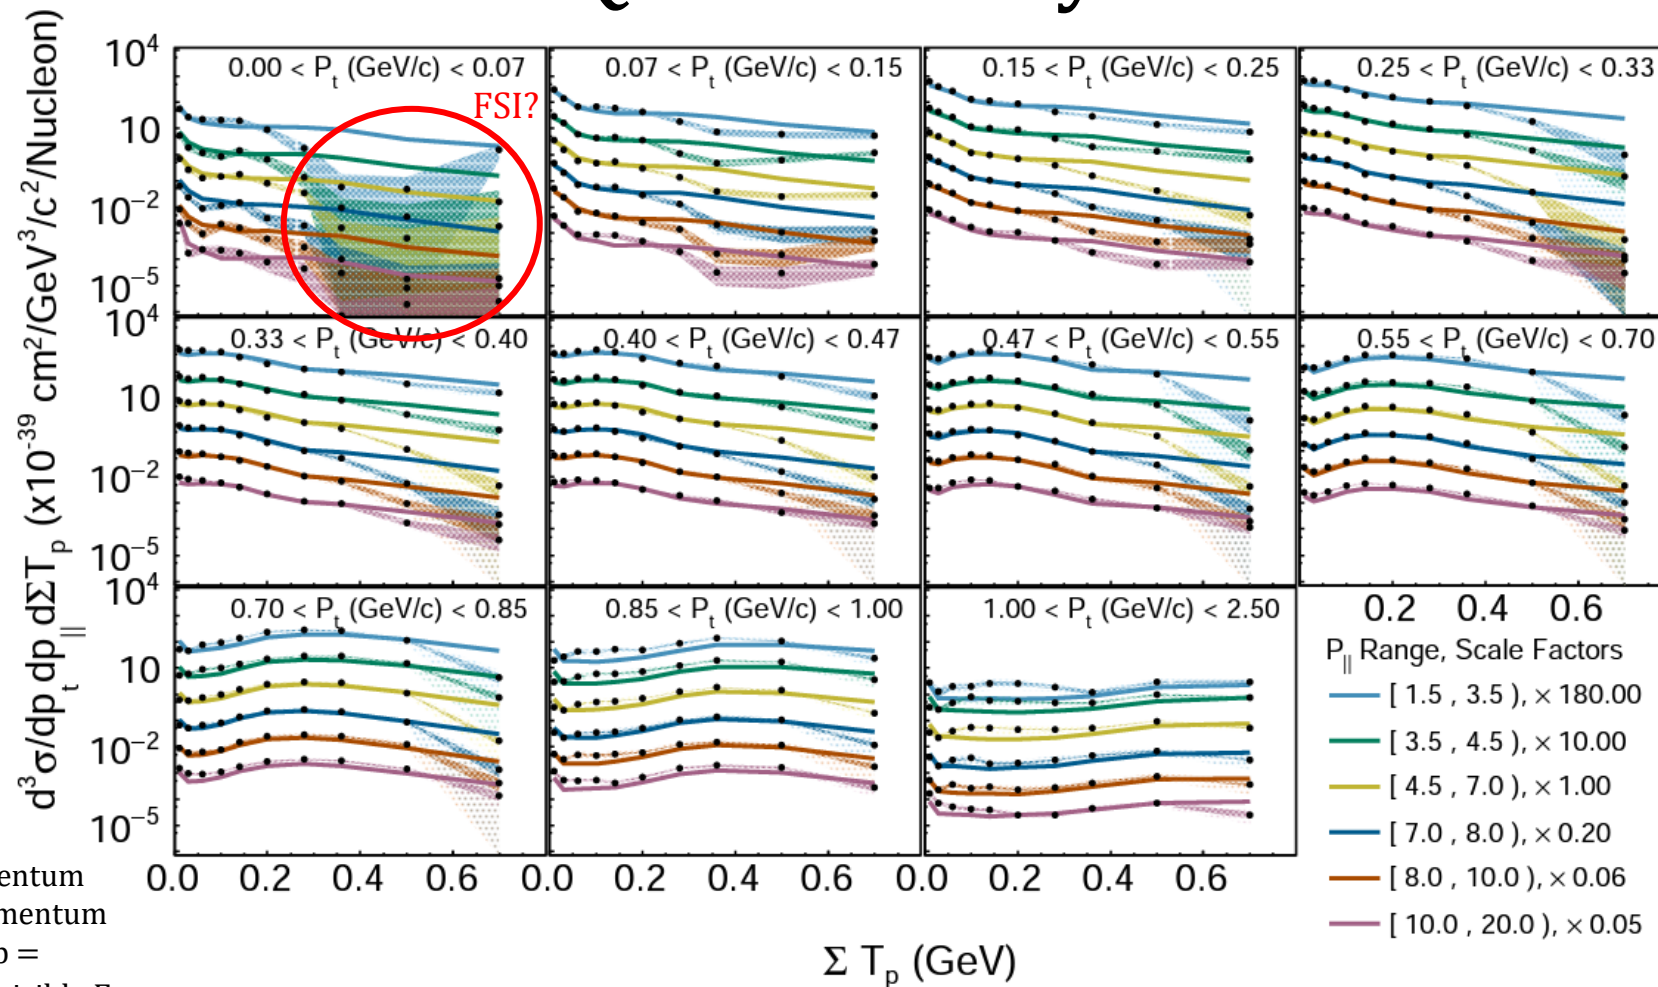 10^4
10
10^-2
10^-5
10^4
10
10^-2
10^-5
10^4
10
10^-2
10^-5
d^3σ/dp_t dp_|| dΣT_p (x10^-39 cm^2/GeV^3/c^2/Nucleon)
0.00 < P_t (GeV/c) < 0.07
FSI?
0.07 < P_t (GeV/c) < 0.15
0.15 < P_t (GeV/c) < 0.25
0.25 < P_t (GeV/c) < 0.33
0.33 < P_t (GeV/c) < 0.40
0.40 < P_t (GeV/c) < 0.47
0.47 < P_t (GeV/c) < 0.55
0.55 < P_t (GeV/c) < 0.70
0.70 < P_t (GeV/c) < 0.85
0.85 < P_t (GeV/c) < 1.00
1.00 < P_t (GeV/c) < 2.50
0.2 0.4 0.6
P_|| Range, Scale Factors
[ 1.5 , 3.5 ), × 180.00
[ 3.5 , 4.5 ), × 10.00
[ 4.5 , 7.0 ), × 1.00
[ 7.0 , 8.0 ), × 0.20
[ 8.0 , 10.0 ), × 0.06
[ 10.0 , 20.0 ), × 0.05
0.0 0.2 0.4 0.6 0.0 0.2 0.4 0.6 0.0 0.2 0.4 0.6
Σ T_p (GeV)
entum
mentum
p =